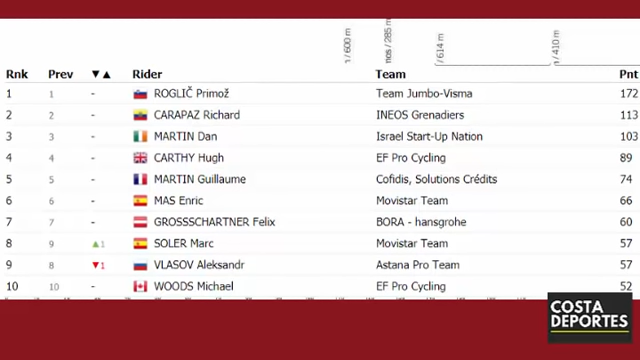 / 600 m
/ 285 m
/ 614 m
/ 410 m
Rnk Prev ▼▲ Rider Team Pnt
1 1 - ROGLIČ Primož Team Jumbo-Visma 172
2 2 - CARAPAZ Richard INEOS Grenadiers 113
3 3 - MARTIN Dan Israel Start-Up Nation 103
4 4 - CARTHY Hugh EF Pro Cycling 89
5 5 - MARTIN Guillaume Cofidis, Solutions Crédits 74
6 6 - MAS Enric Movistar Team 66
7 7 - GROSSSCHARTNER Felix BORA - hansgrohe 60
8 9 ▲1 SOLER Marc Movistar Team 57
9 8 ▼1 VLASOV Aleksandr Astana Pro Team 57
10 10 - WOODS Michael EF Pro Cycling 52
COSTA
DEPORTES